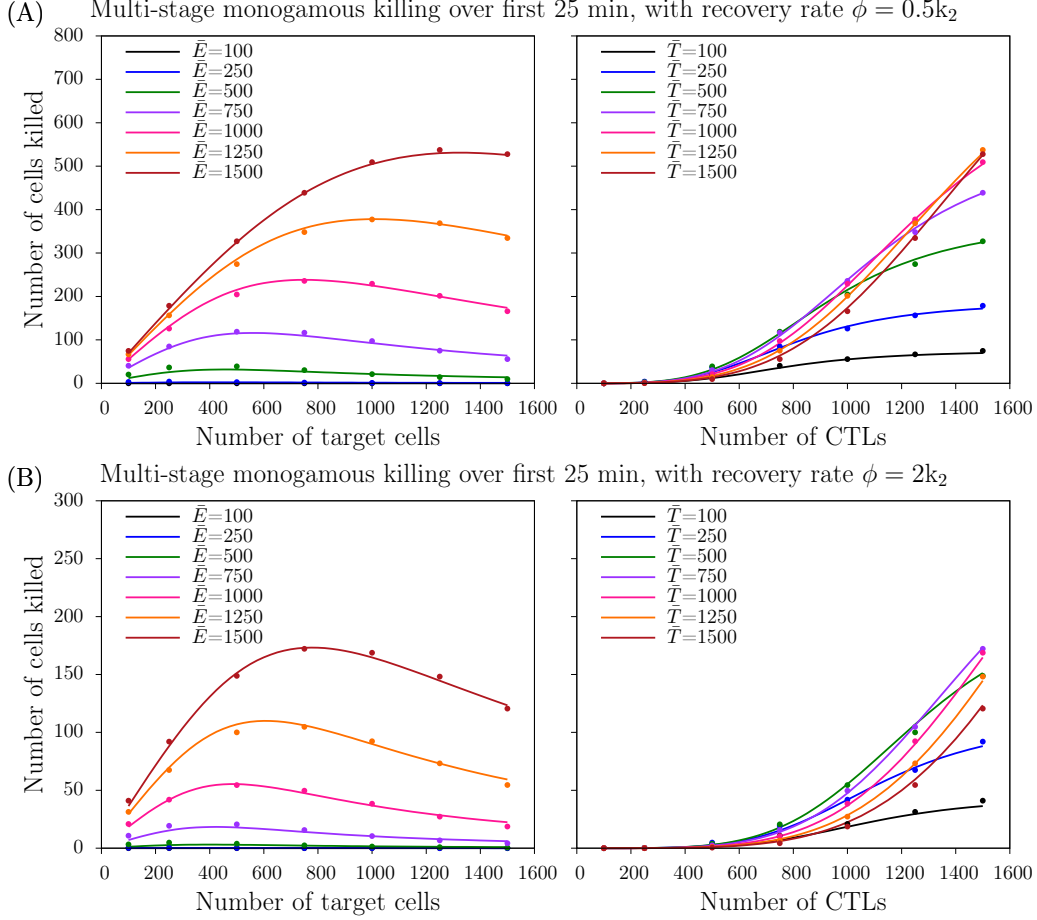 (A) Multi-stage monogamous killing over first 25 min, with recovery rate ϕ = 0.5k₂
Number of cells killed
800
700
600
500
400
300
200
100
0
Ē=100
Ē=250
Ē=500
Ē=750
Ē=1000
Ē=1250
Ē=1500
0 200 400 600 800 1000 1200 1400 1600
Number of target cells
T̄=100
T̄=250
T̄=500
T̄=750
T̄=1000
T̄=1250
T̄=1500
0 200 400 600 800 1000 1200 1400 1600
Number of CTLs
(B) Multi-stage monogamous killing over first 25 min, with recovery rate ϕ = 2k₂
Number of cells killed
300
250
200
150
100
50
0
Ē=100
Ē=250
Ē=500
Ē=750
Ē=1000
Ē=1250
Ē=1500
0 200 400 600 800 1000 1200 1400 1600
Number of target cells
T̄=100
T̄=250
T̄=500
T̄=750
T̄=1000
T̄=1250
T̄=1500
0 200 400 600 800 1000 1200 1400 1600
Number of CTLs